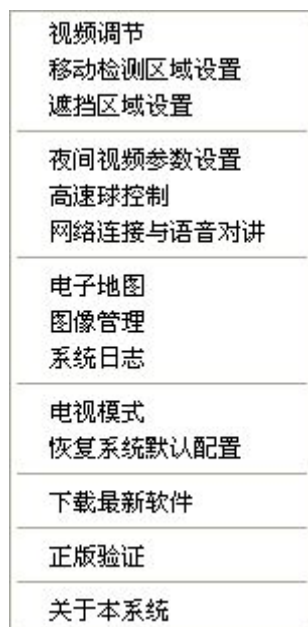 视频调节
移动检测区域设置
遮挡区域设置
夜间视频参数设置
高速球控制
网络连接与语音对讲
电子地图
图像管理
系统日志
电视模式
恢复系统默认配置
下载最新软件
正版验证
关于本系统